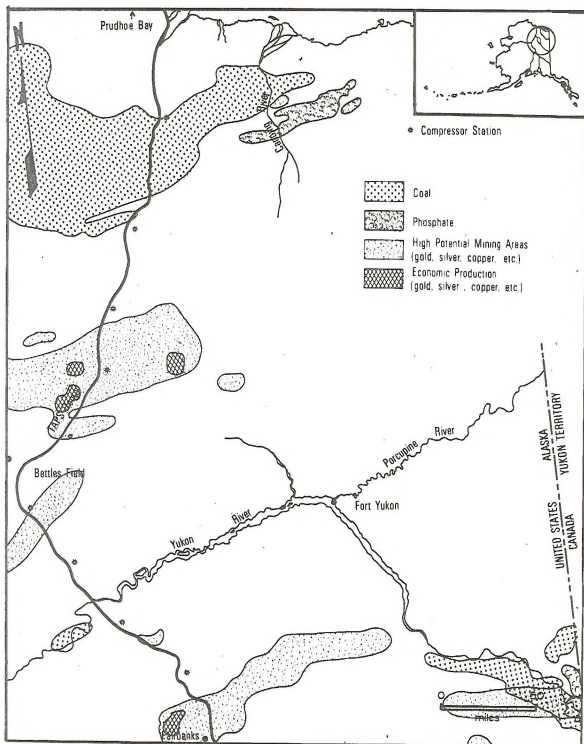 Prudhoe Bay
N
Canning River
Compressor Station
Coal
Phosphate
High Potential Mining Areas
(gold, silver, copper, etc.)
Economic Production
(gold, silver , copper, etc.)
TAPS
Bettles Field
Porcupine River
Fort Yukon
Yukon River
ALASKA
YUKON TERRITORY
UNITED STATES
CANADA
Fairbanks
0
miles